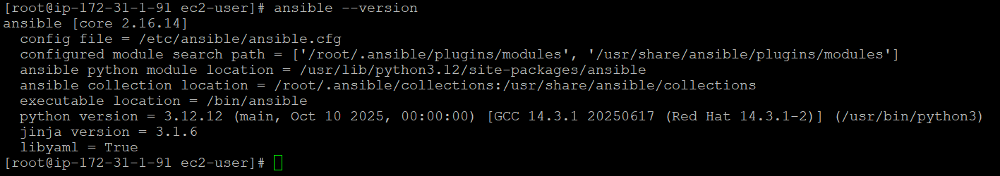 [root@ip-172-31-1-91 ec2-user]# ansible --version
ansible [core 2.16.14]
  config file = /etc/ansible/ansible.cfg
  configured module search path = ['/root/.ansible/plugins/modules', '/usr/share/ansible/plugins/modules']
  ansible python module location = /usr/lib/python3.12/site-packages/ansible
  ansible collection location = /root/.ansible/collections:/usr/share/ansible/collections
  executable location = /bin/ansible
  python version = 3.12.12 (main, Oct 10 2025, 00:00:00) [GCC 14.3.1 20250617 (Red Hat 14.3.1-2)] (/usr/bin/python3)
  jinja version = 3.1.6
  libyaml = True
[root@ip-172-31-1-91 ec2-user]#